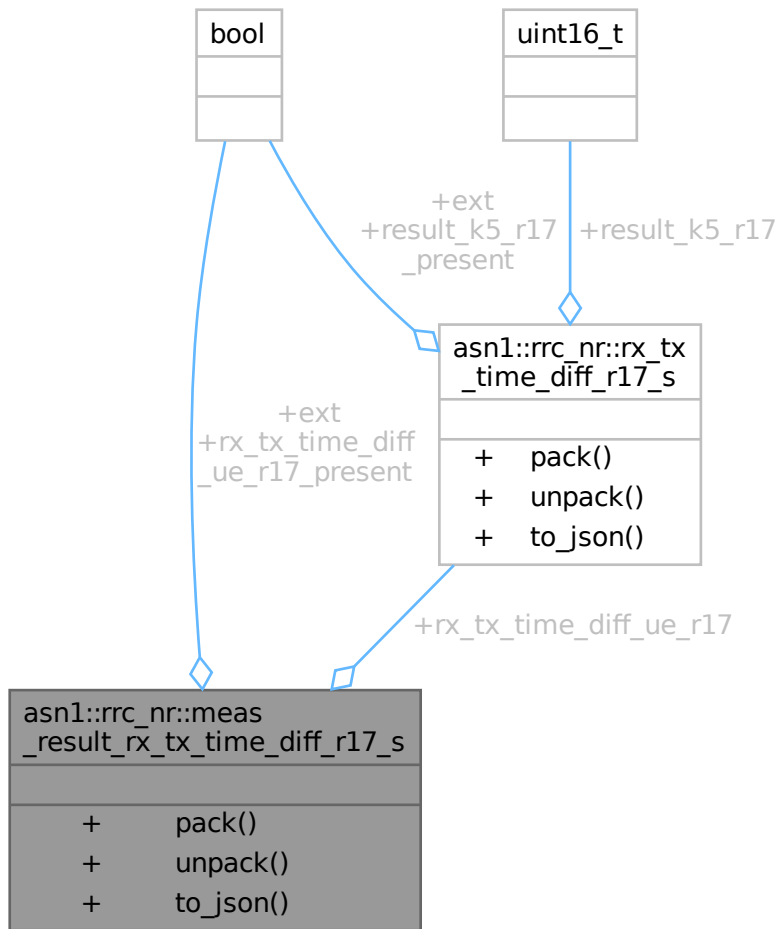 bool
uint16_t
+ext
+result_k5_r17
_present
+result_k5_r17
asn1::rrc_nr::rx_tx
_time_diff_r17_s
+ pack()
+ unpack()
+ to_json()
+ext
+rx_tx_time_diff
_ue_r17_present
+rx_tx_time_diff_ue_r17
asn1::rrc_nr::meas
_result_rx_tx_time_diff_r17_s
+ pack()
+ unpack()
+ to_json()